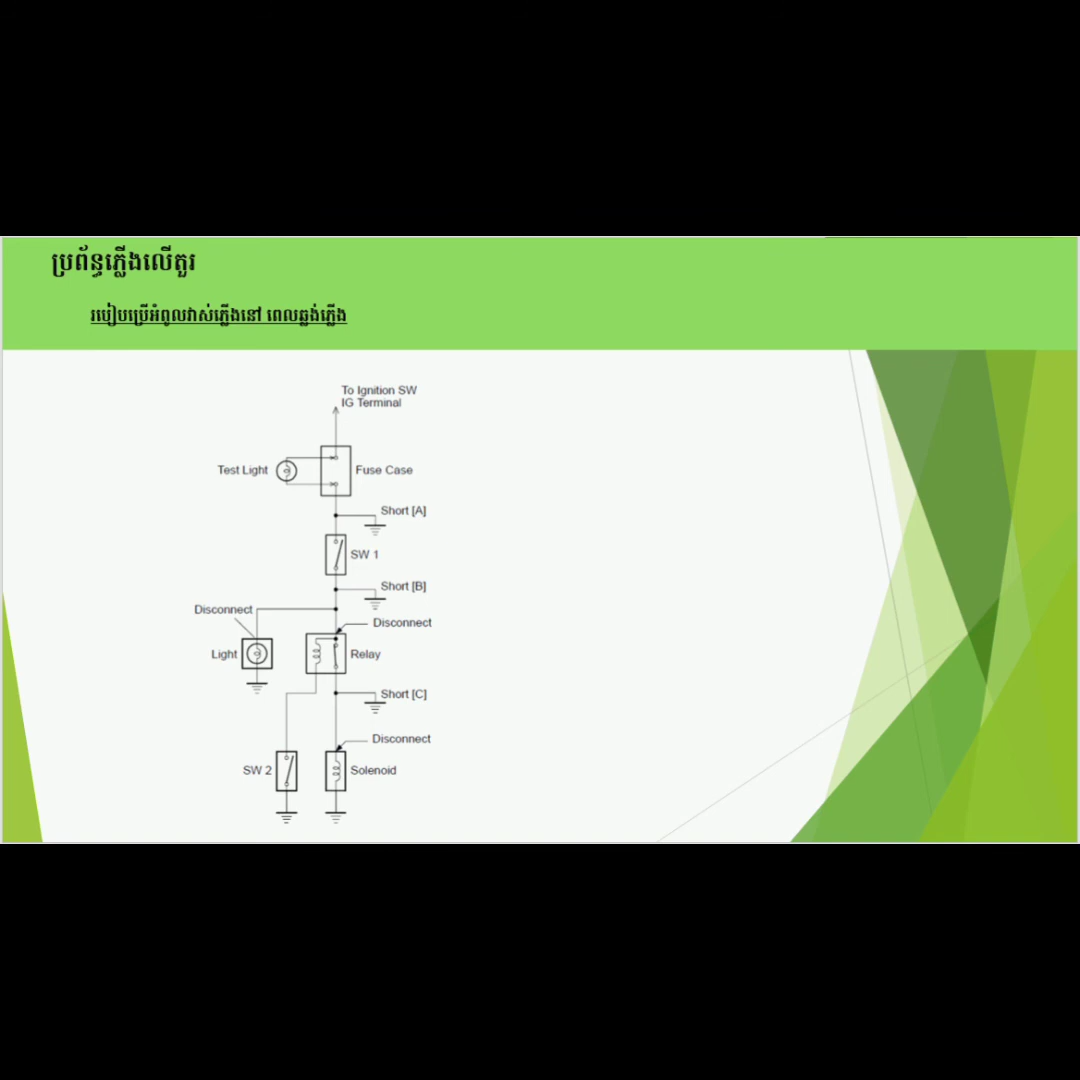 ប្រព័ន្ធភ្លើងលើតួរ
របៀបប្រើអំពូលវាស់ភ្លើងនៅ ពេលឆ្លង់ភ្លើង
To Ignition SW
IG Terminal
Test Light
Fuse Case
Short [A]
SW 1
Short [B]
Disconnect
Disconnect
Light
Relay
Short [C]
Disconnect
SW 2
Solenoid